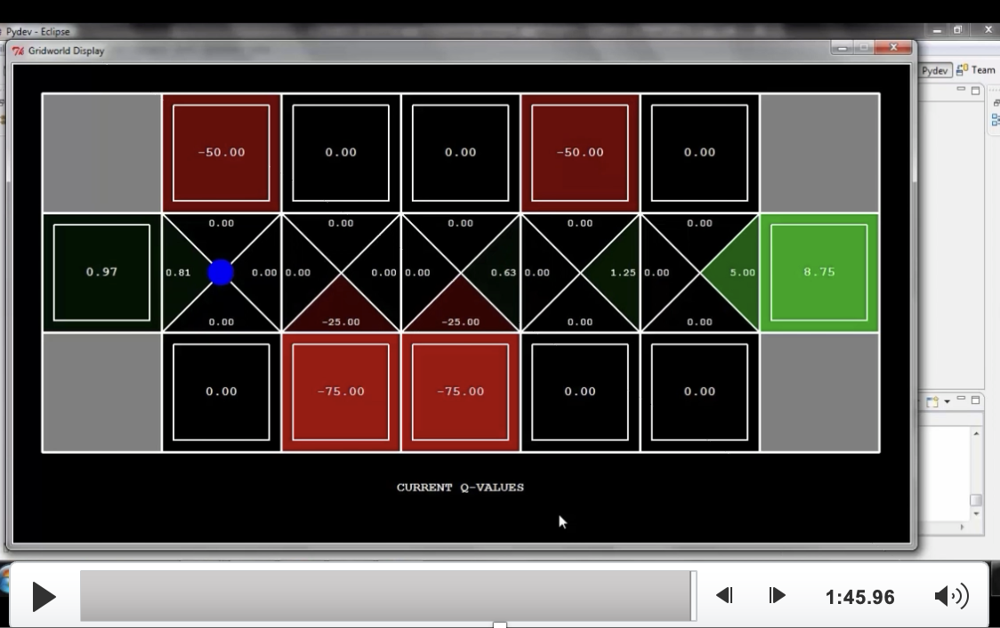 Pydev - Eclipse
Gridworld Display
Pydev Team
-50.00 0.00 0.00 -50.00 0.00
0.00 0.00 0.00 0.00 0.00
0.97 0.81 0.00 0.00 0.00 0.00 0.63 0.00 1.25 0.00 5.00 8.75
0.00 -25.00 -25.00 0.00 0.00
0.00 -75.00 -75.00 0.00 0.00
CURRENT Q-VALUES
1:45.96